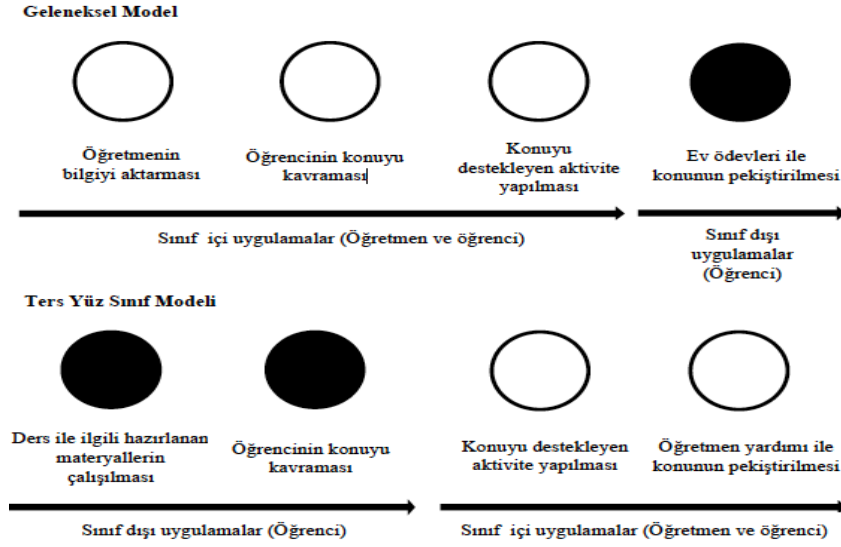 Geleneksel Model
Öğretmenin
bilgiyi aktarması
Öğrencinin konuyu
kavraması
Konuyu
destekleyen aktivite
yapılması
Ev ödevleri ile
konunun pekiştirilmesi
Sınıf içi uygulamalar (Öğretmen ve öğrenci)
Sınıf dışı
uygulamalar
(Öğrenci)
Ters Yüz Sınıf Modeli
Ders ile ilgili hazırlanan
materyallerin
çalışılması
Öğrencinin konuyu
kavraması
Konuyu destekleyen
aktivite yapılması
Öğretmen yardımı ile
konunun pekiştirilmesi
Sınıf dışı uygulamalar (Öğrenci)
Sınıf içi uygulamalar (Öğretmen ve öğrenci)